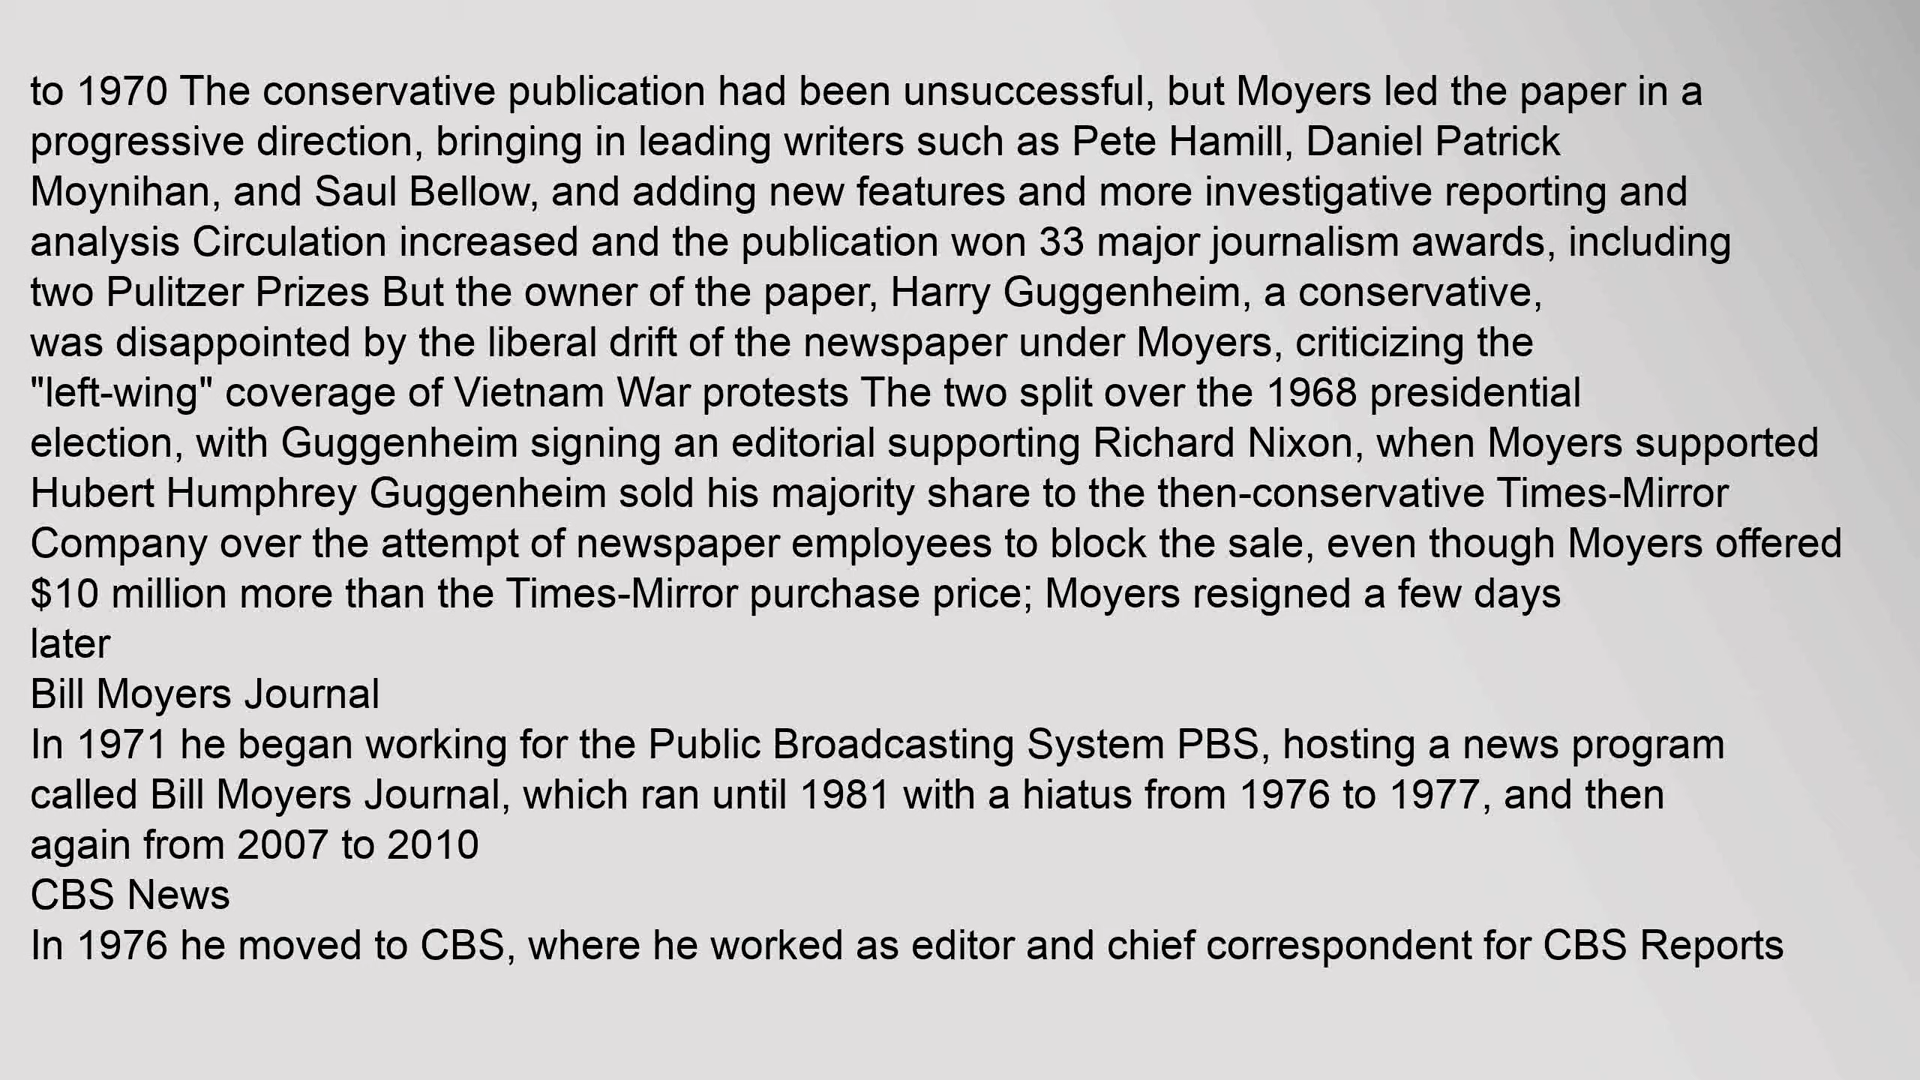 to 1970 The conservative publication had been unsuccessful, but Moyers led the paper in a
progressive direction, bringing in leading writers such as Pete Hamill, Daniel Patrick
Moynihan, and Saul Bellow, and adding new features and more investigative reporting and
analysis Circulation increased and the publication won 33 major journalism awards, including
two Pulitzer Prizes But the owner of the paper, Harry Guggenheim, a conservative,
was disappointed by the liberal drift of the newspaper under Moyers, criticizing the
"left-wing" coverage of Vietnam War protests The two split over the 1968 presidential
election, with Guggenheim signing an editorial supporting Richard Nixon, when Moyers supported
Hubert Humphrey Guggenheim sold his majority share to the then-conservative Times-Mirror
Company over the attempt of newspaper employees to block the sale, even though Moyers offered
$10 million more than the Times-Mirror purchase price; Moyers resigned a few days
later
Bill Moyers Journal
In 1971 he began working for the Public Broadcasting System PBS, hosting a news program
called Bill Moyers Journal, which ran until 1981 with a hiatus from 1976 to 1977, and then
again from 2007 to 2010
CBS News
In 1976 he moved to CBS, where he worked as editor and chief correspondent for CBS Reports